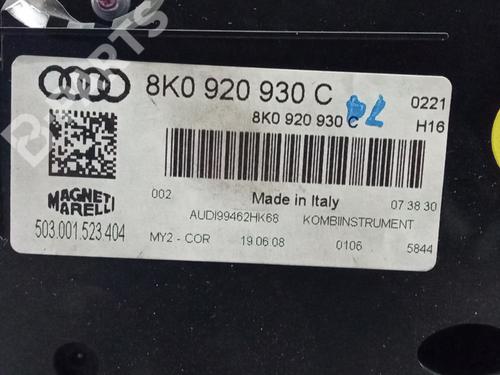 8K0 920 930 C
0221
8K0 920 930 C
74
H16
002
Made in Italy
07 38 30
AUDI99462HK68
KOMBIINSTRUMENT
MAGNETI
MARELLI
503.001.523.404
MY2 - COR
19.06.08
0106
5844